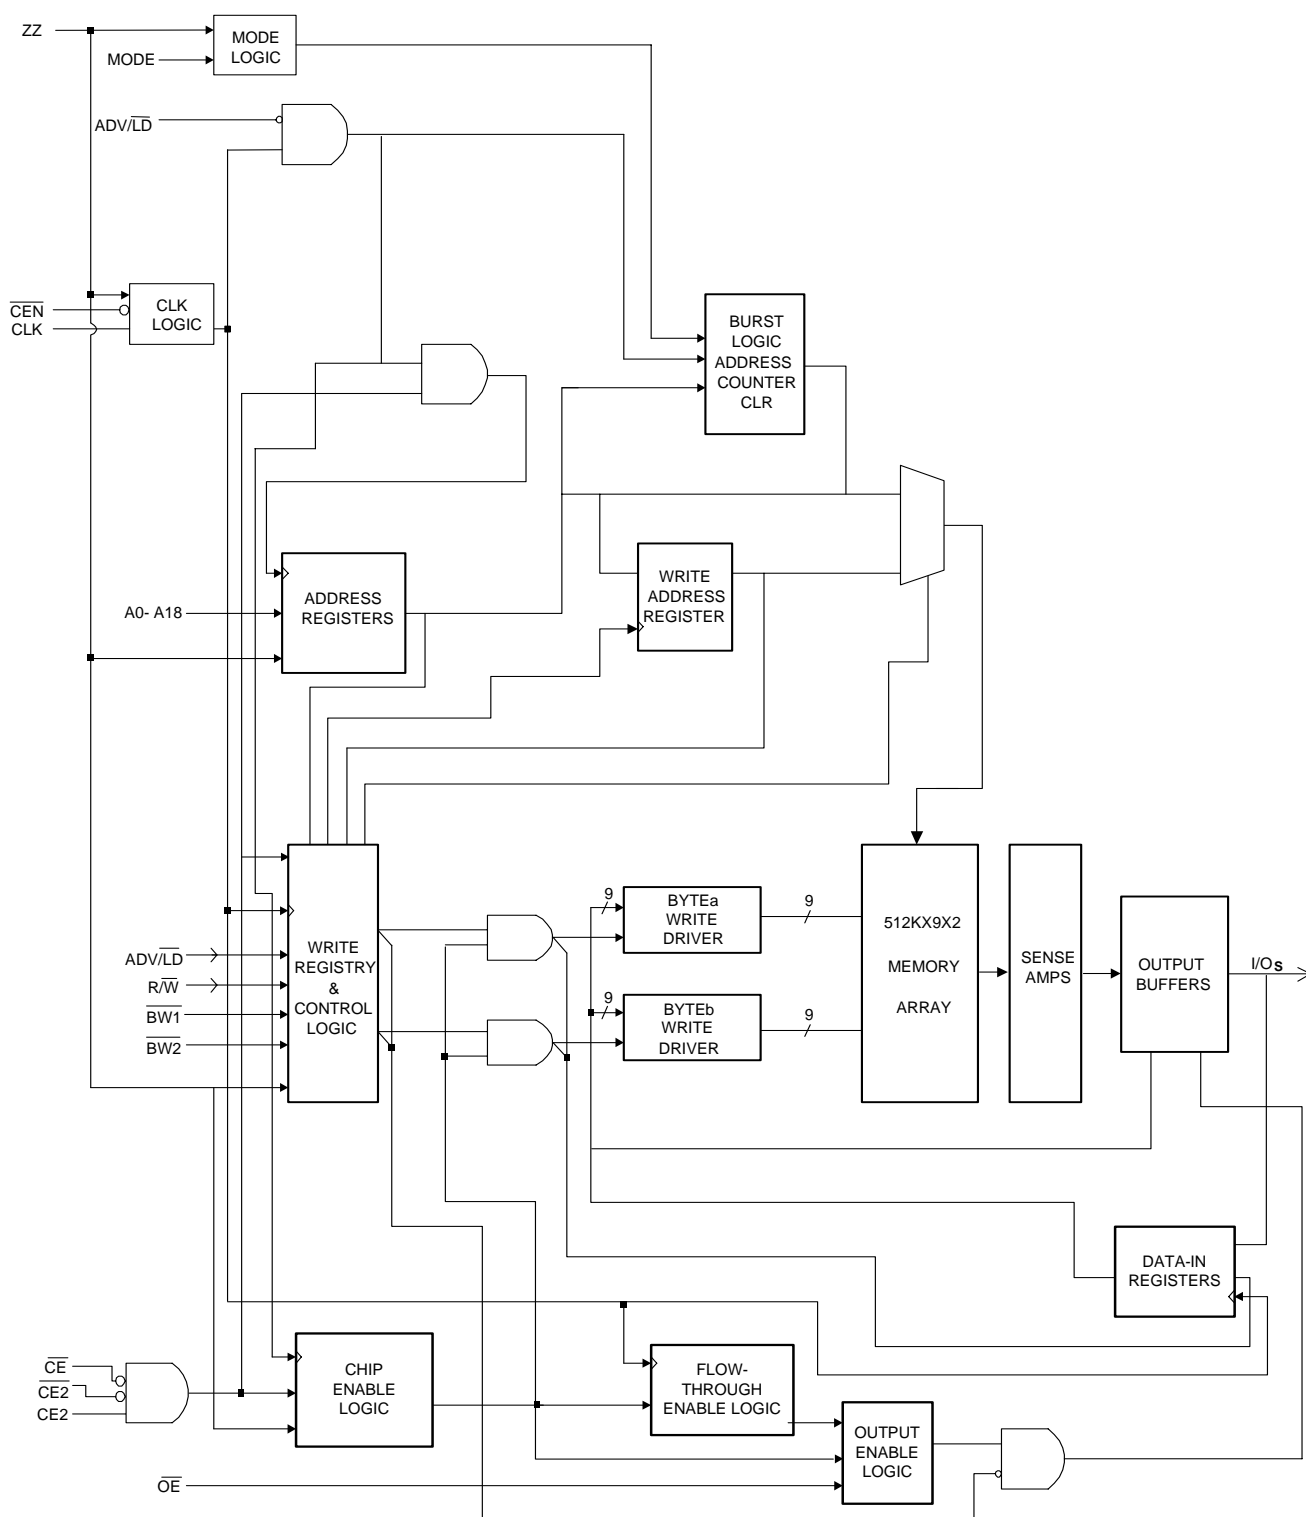 ZZ
MODE
LOGIC
MODE
ADV/LD
CEN
CLK
CLK
LOGIC
BURST
LOGIC
ADDRESS
COUNTER
CLR
A0- A18
ADDRESS
REGISTERS
WRITE
ADDRESS
REGISTER
ADV/LD
R/W
BW1
BW2
WRITE
REGISTRY
&
CONTROL
LOGIC
9
BYTEa
WRITE
DRIVER
9
9
BYTEb
WRITE
DRIVER
9
512KX9X2
MEMORY
ARRAY
SENSE
AMPS
OUTPUT
BUFFERS
I/Os
DATA-IN
REGISTERS
CE
CE2
CE2
CHIP
ENABLE
LOGIC
FLOW-
THROUGH
ENABLE LOGIC
OUTPUT
ENABLE
LOGIC
OE